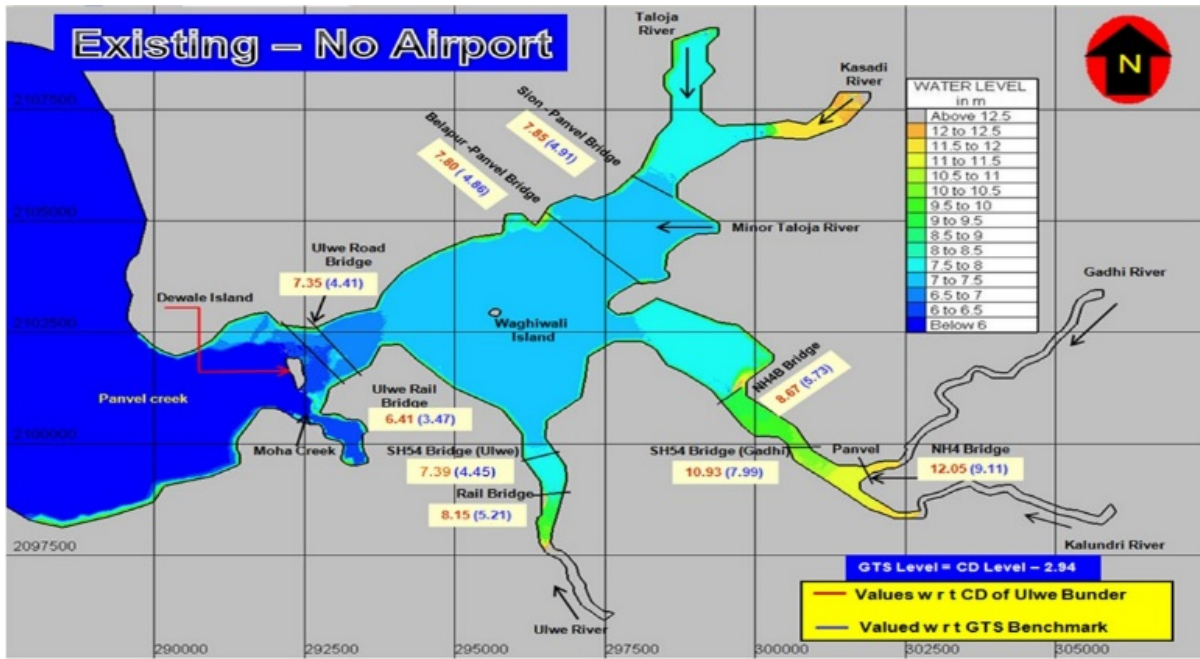 Existing – No Airport
Taloja
River
N
Kasadi
River
WATER LEVEL
in m
Above 12.5
12 to 12.5
11.5 to 12
11 to 11.5
10.5 to 11
10 to 10.5
9.5 to 10
9 to 9.5
8.5 to 9
8 to 8.5
7.5 to 8
7 to 7.5
6.5 to 7
6 to 6.5
Below 6
2107500
Sion - Panvel Bridge
7.85 (4.91)
Belapur -Panvel Bridge
7.80 ( 4.86)
2105000
Minor Taloja River
Ulwe Road
Bridge
7.35 (4.41)
Gadhi River
Dewale Island
2102500
Waghiwali
Island
NH4B Bridge
8.67 (5.73)
Panvel creek
Ulwe Rail
Bridge
6.41 (3.47)
2100000
Moha Creek
SH54 Bridge (Ulwe)
7.39 (4.45)
SH54 Bridge (Gadhi)
10.93 (7.99)
Panvel
NH4 Bridge
12.05 (9.11)
Rail Bridge
8.15 (5.21)
2097500
Kalundri River
GTS Level = CD Level – 2.94
Values w r t CD of Ulwe Bunder
Valued w r t GTS Benchmark
Ulwe River
290000
292500
295000
297500
300000
302500
305000